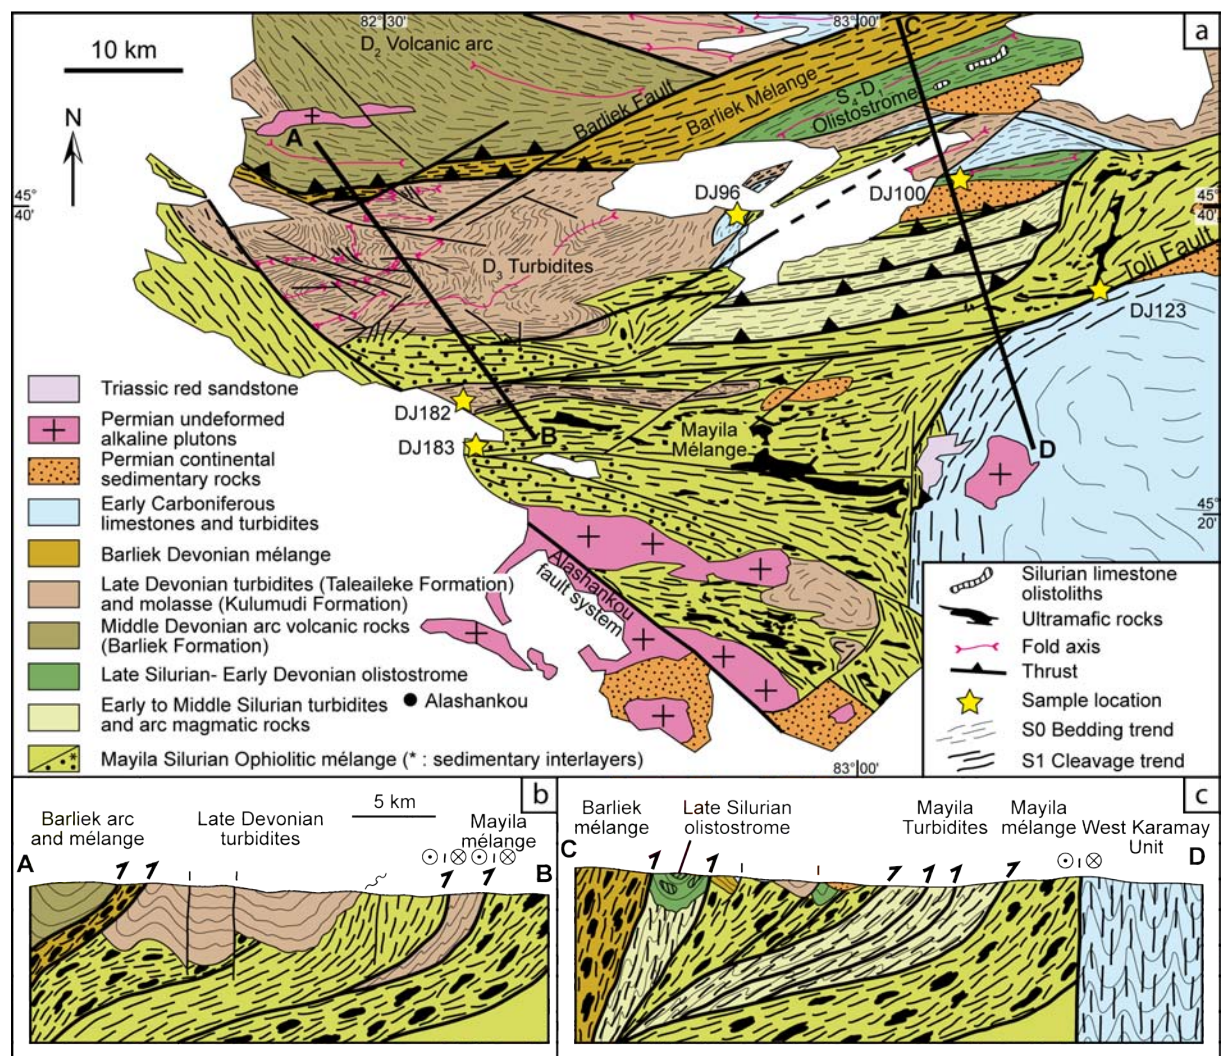 82°30'
83°00'
a
10 km
N
D2 Volcanic arc
C
Barliek Fault
Barliek Mélange
S4-D1
Olistostrome
A
45°
40'
DJ96
DJ100
45°
40'
D3 Turbidites
Toli Fault
DJ123
DJ182
DJ183
B
Mayila
Mélange
D
45°
20'
Alashankou
fault system
Triassic red sandstone
Permian undeformed
alkaline plutons
Permian continental
sedimentary rocks
Early Carboniferous
limestones and turbidites
Barliek Devonian mélange
Late Devonian turbidites (Taleaileke Formation)
and molasse (Kulumudi Formation)
Middle Devonian arc volcanic rocks
(Barliek Formation)
Late Silurian- Early Devonian olistostrome
Early to Middle Silurian turbidites
and arc magmatic rocks
Alashankou
Mayila Silurian Ophiolitic mélange (* : sedimentary interlayers)
83°00'
Silurian limestone
olistoliths
Ultramafic rocks
Fold axis
Thrust
Sample location
S0 Bedding trend
S1 Cleavage trend
b
5 km
Barliek arc
and mélange
Late Devonian
turbidites
Mayila
mélange
A
B
c
Barliek
mélange
Late Silurian
olistostrome
Mayila
Turbidites
Mayila
mélange
West Karamay
Unit
C
D